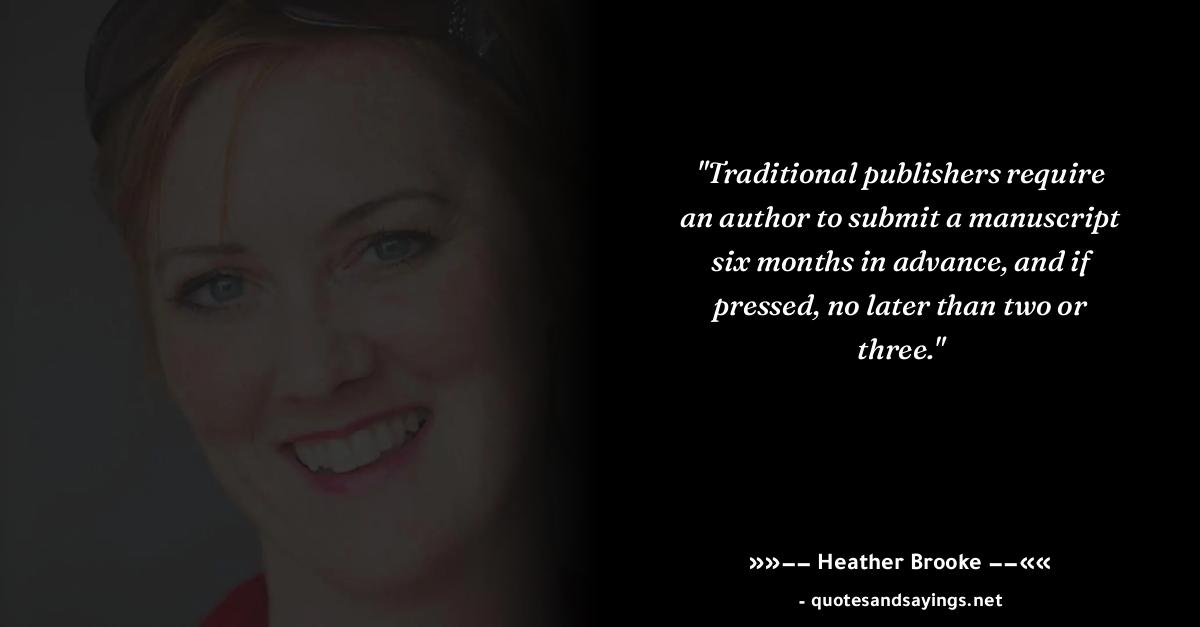 "Traditional publishers require
an author to submit a manuscript
six months in advance, and if
pressed, no later than two or
three."
»»−− Heather Brooke −−««
- quotesandsayings.net